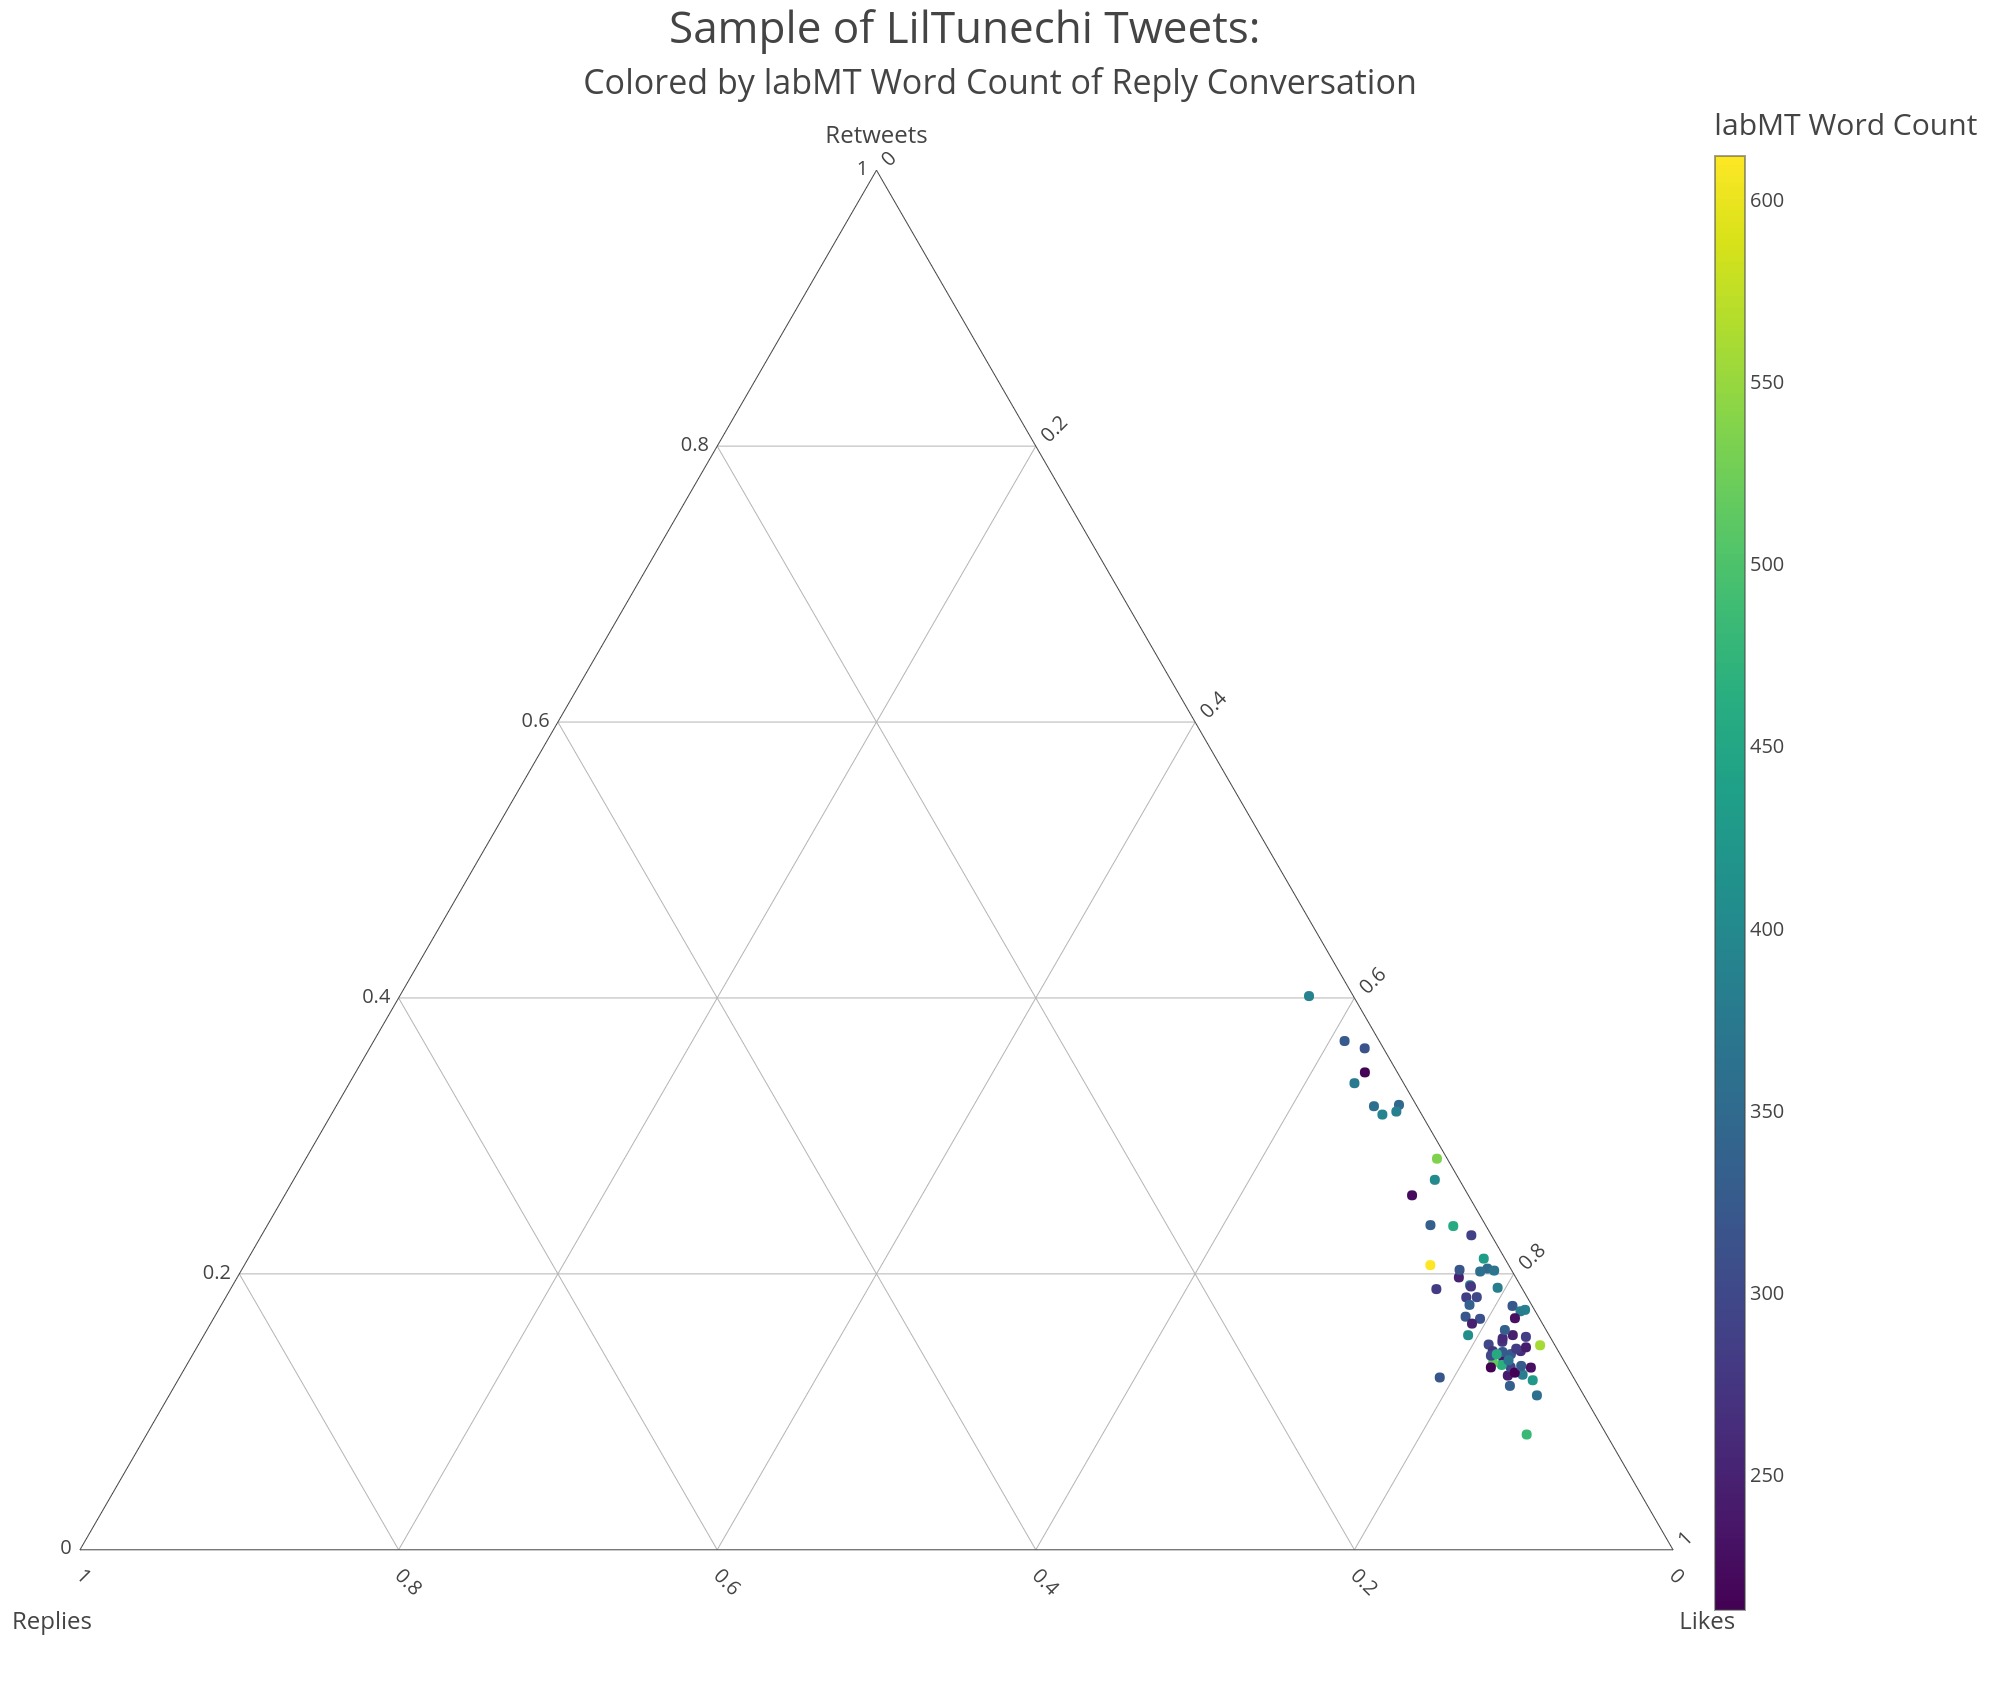 Sample of LilTunechi Tweets:
Colored by labMT Word Count of Reply Conversation
labMT Word Count
Retweets
1 0
600
0.8 0.2
550
500
0.6 0.4
450
400
0.4 0.6
350
0.2 0.8
300
250
0 1
1 0.8 0.6 0.4 0.2 0
Replies Likes